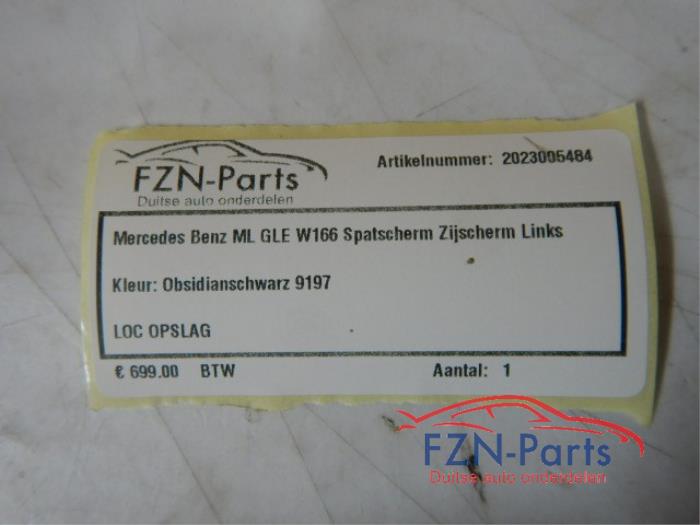 FZN-Parts
Duitse auto onderdelen
Artikelnummer: 2023005484
Mercedes Benz ML GLE W166 Spatscherm Zijscherm Links
Kleur: Obsidianschwarz 9197
LOC OPSLAG
€ 699.00 BTW
Aantal: 1
FZN-Parts
Duitse auto onderdelen